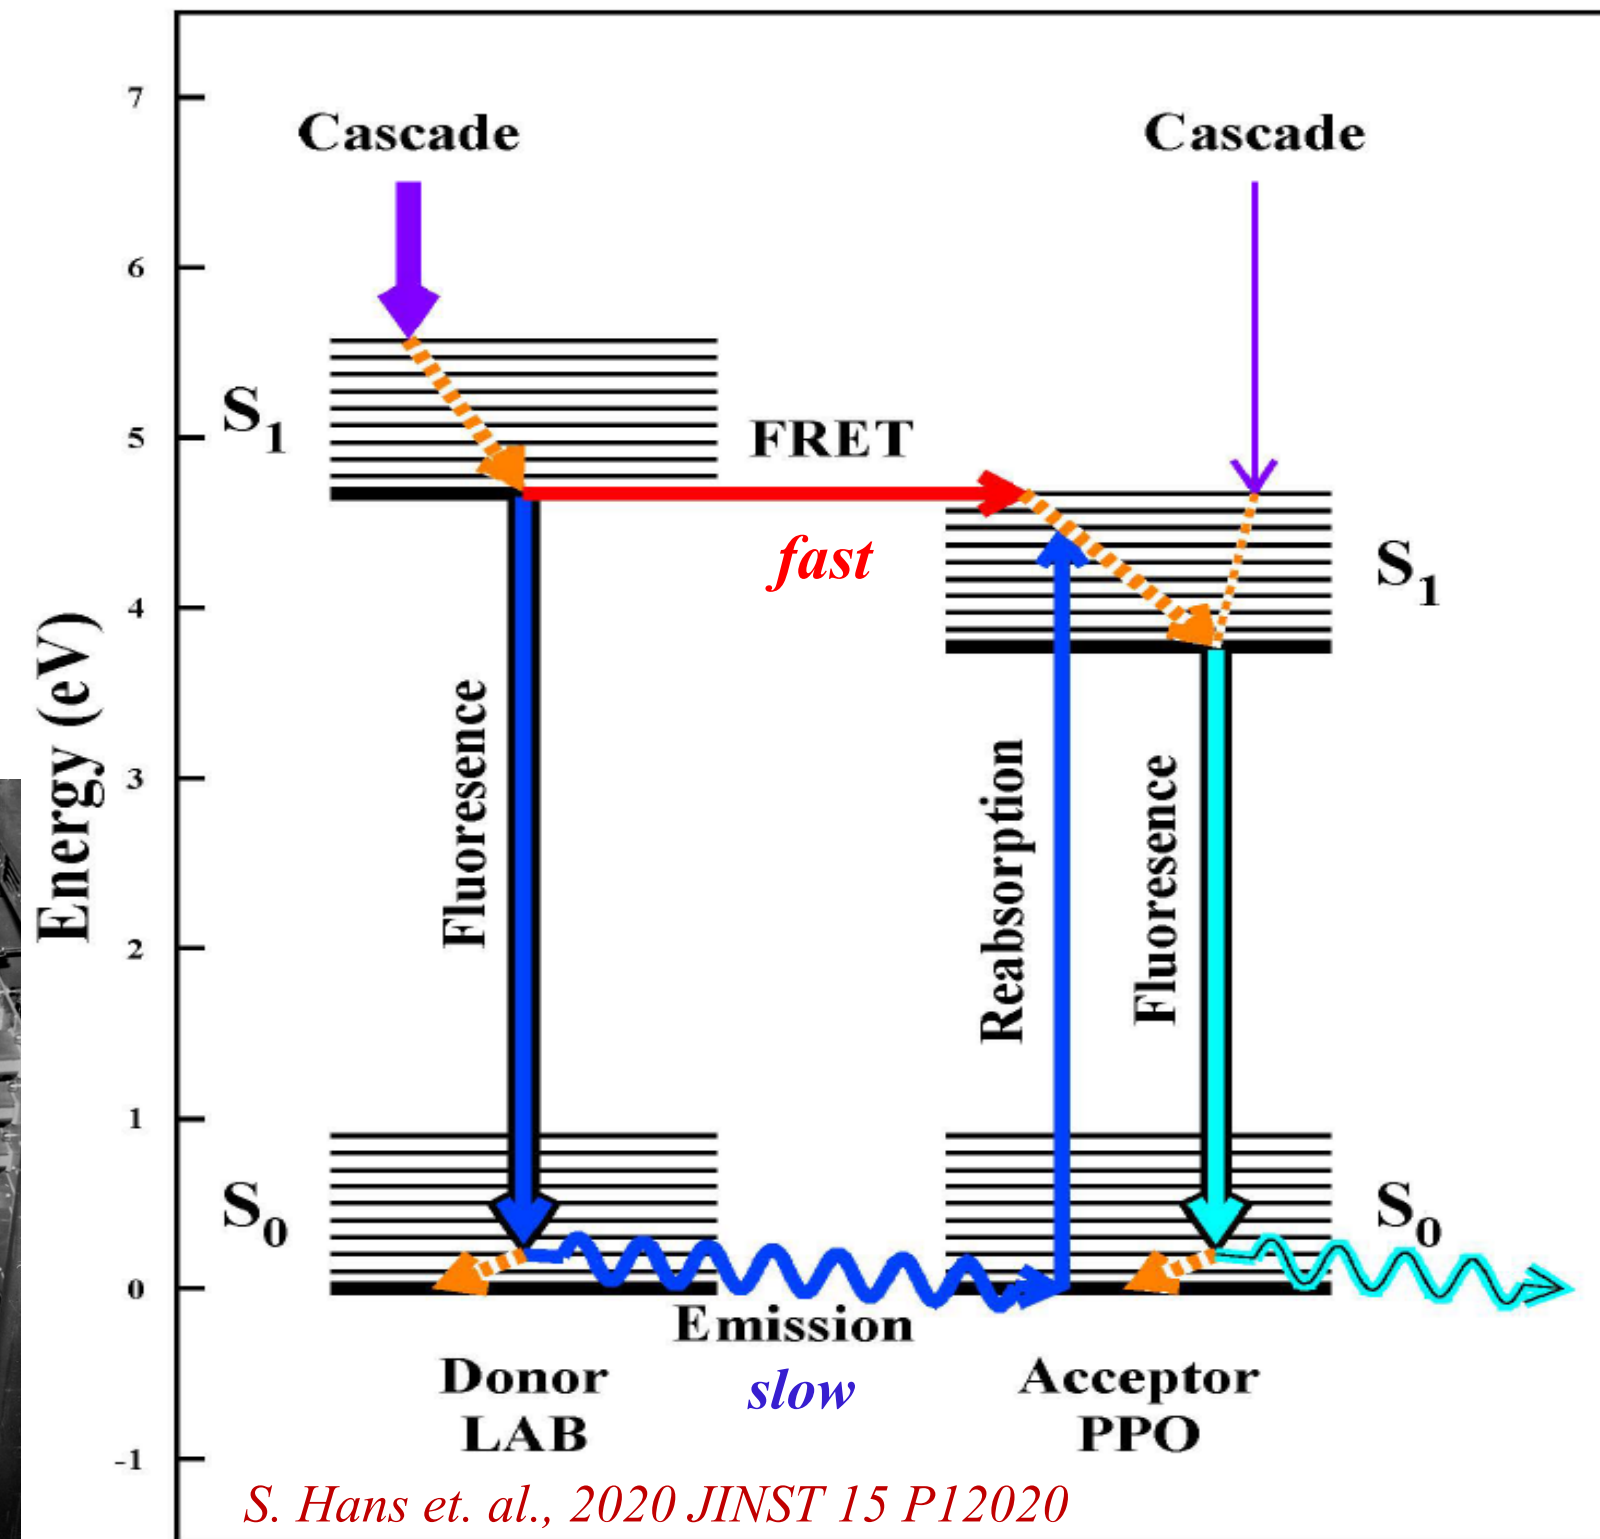 7
Cascade
Cascade
6
S1
5
FRET
fast
S1
4
Energy (eV)
Fluoresence
3
Reabsorption
Fluoresence
2
1
S0
S0
0
Emission
Donor
LAB
slow
Acceptor
PPO
-1
S. Hans et. al., 2020 JINST 15 P12020